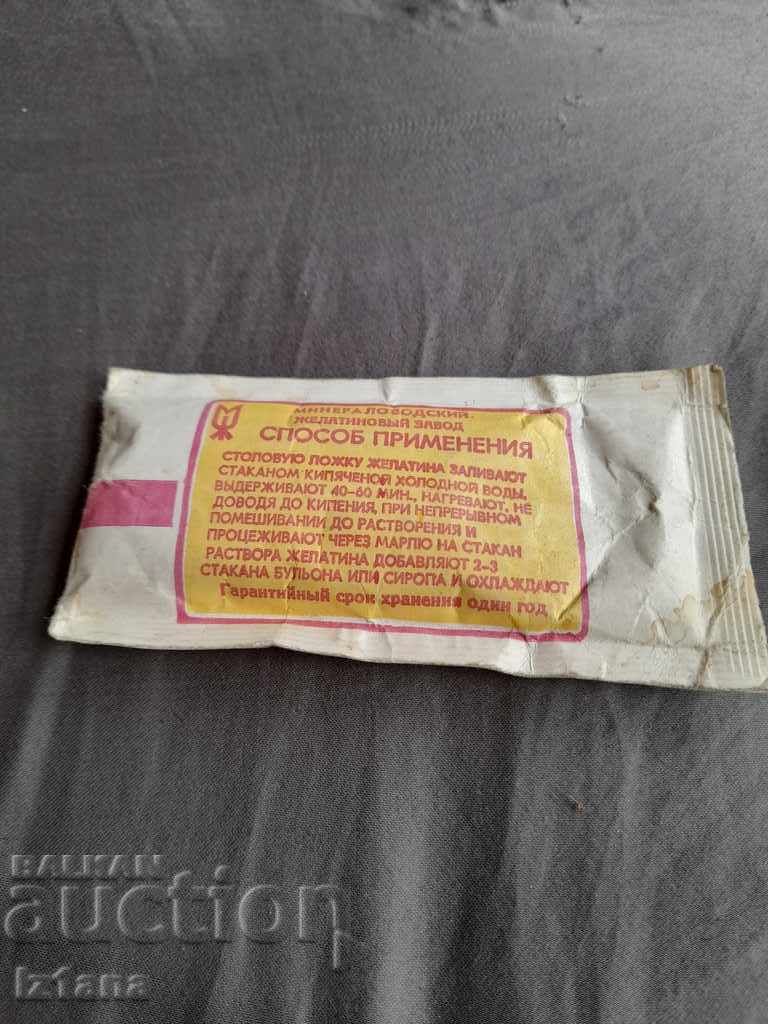 МИНЕРАЛОВОДСКИЙ
ЖЕЛАТИНОВЫЙ ЗАВОД
СПОСОБ ПРИМЕНЕНИЯ
СТОЛОВУЮ ЛОЖКУ ЖЕЛАТИНА ЗАЛИВАЮТ
СТАКАНОМ КИПЯЧЕНОЙ ХОЛОДНОЙ ВОДЫ,
ВЫДЕРЖИВАЮТ 40-60 МИН., НАГРЕВАЮТ, НЕ
ДОВОДЯ ДО КИПЕНИЯ, ПРИ НЕПРЕРЫВНОМ
ПОМЕШИВАНИИ ДО РАСТВОРЕНИЯ И
ПРОЦЕЖИВАЮТ ЧЕРЕЗ МАРЛЮ НА СТАКАН
РАСТВОРА ЖЕЛАТИНА ДОБАВЛЯЮТ 2-3
СТАКАНА БУЛЬОНА ИЛИ СИРОПА И ОХЛАЖДАЮТ
Гарантийный срок хранения один год
BALKAN
auction
Iztana